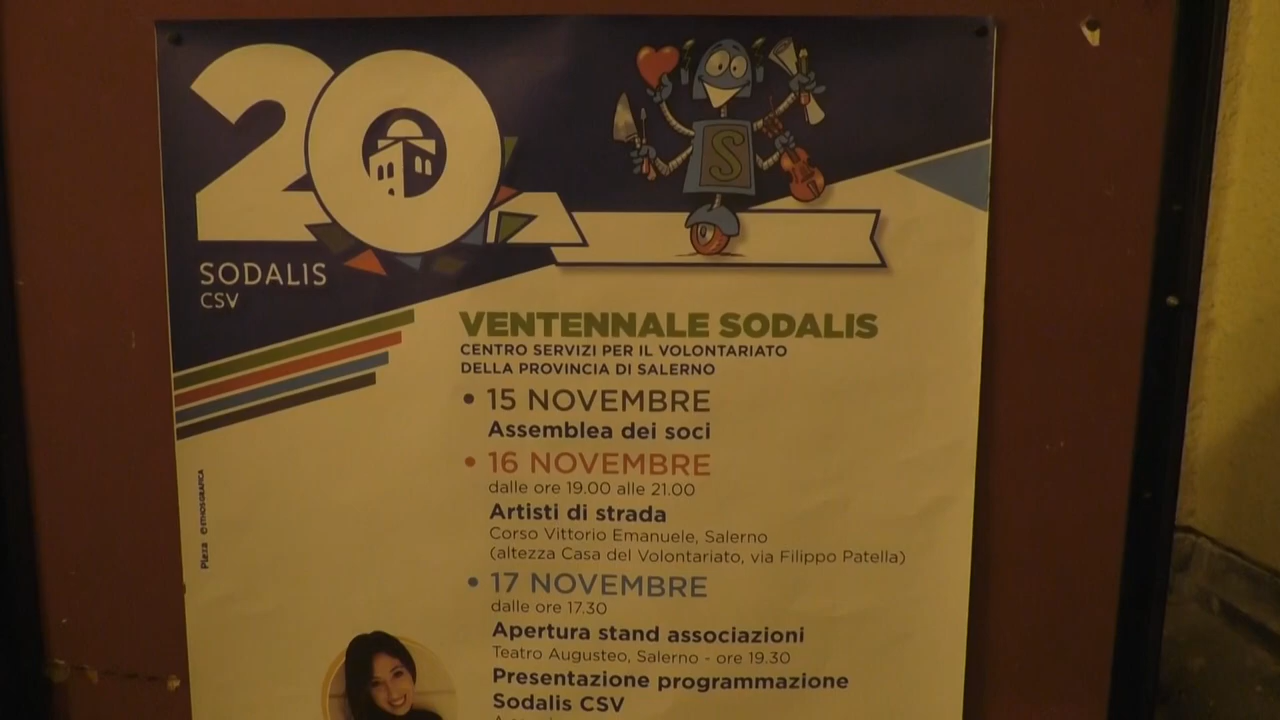 20
SODALIS
CSV
S
VENTENNALE SODALIS
CENTRO SERVIZI PER IL VOLONTARIATO
DELLA PROVINCIA DI SALERNO
• 15 NOVEMBRE
Assemblea dei soci
• 16 NOVEMBRE
dalle ore 19.00 alle 21.00
Artisti di strada
Corso Vittorio Emanuele, Salerno
(altezza Casa del Volontariato, via Filippo Patella)
• 17 NOVEMBRE
dalle ore 17.30
Apertura stand associazioni
Teatro Augusteo, Salerno - ore 19.30
Presentazione programmazione
Sodalis CSV
© ETHOS GRAFICA